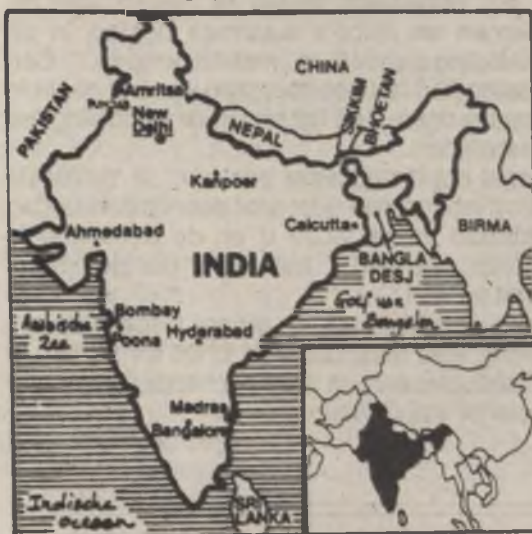 CHINA
PAKISTAN
Amritsar
PUNJAB
New
Delhi
NEPAL
SIKKIM
BHOETAN
Kanpoer
Calcutta
BIRMA
Ahmedabad
INDIA
BANGLA
DESJ
Golf van
Bengalen
Arabische
Zee
Bombay
Poona
Hyderabad
Madras
Bangalore
Indische
oceaan
SRI
LANKA